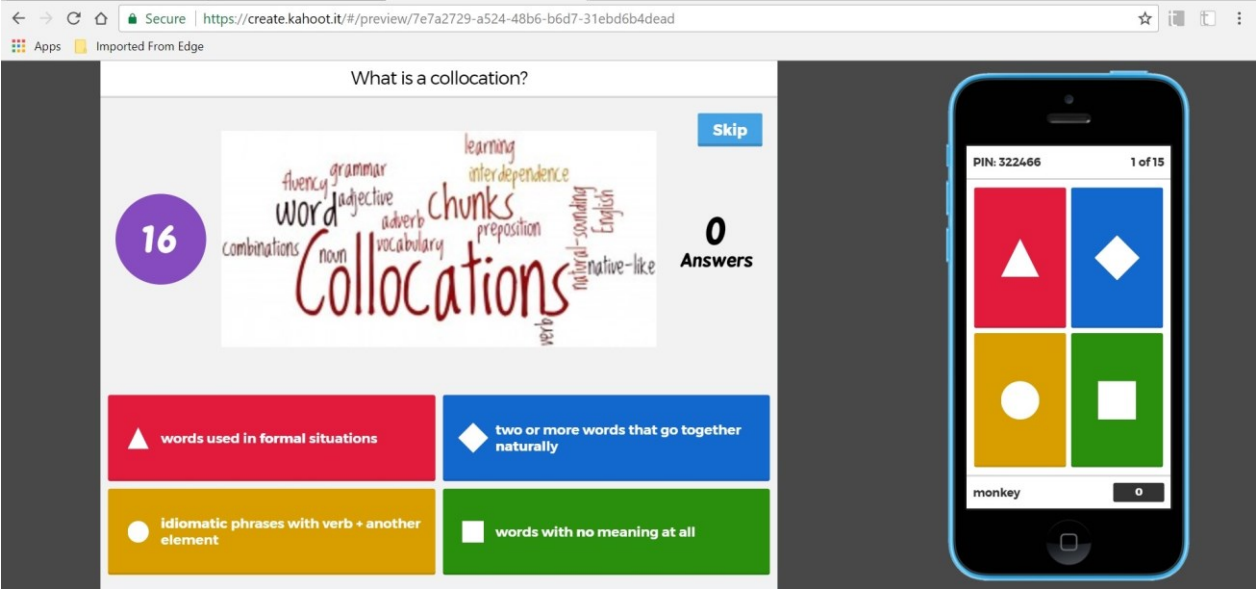 Secure https://create.kahoot.it/#/preview/7e7a2729-a524-48b6-b6d7-31ebd6b4dead
Apps Imported From Edge
What is a collocation?
Skip
learning
grammar
interdependence
fluency
adjective
word
chunks
adverb
preposition
natural-sounding
English
combinations
noun
vocabulary
Collocations
native-like
verb
16
0
Answers
words used in formal situations
two or more words that go together
naturally
idiomatic phrases with verb + another
element
words with no meaning at all
PIN: 322466 1 of 15
monkey 0